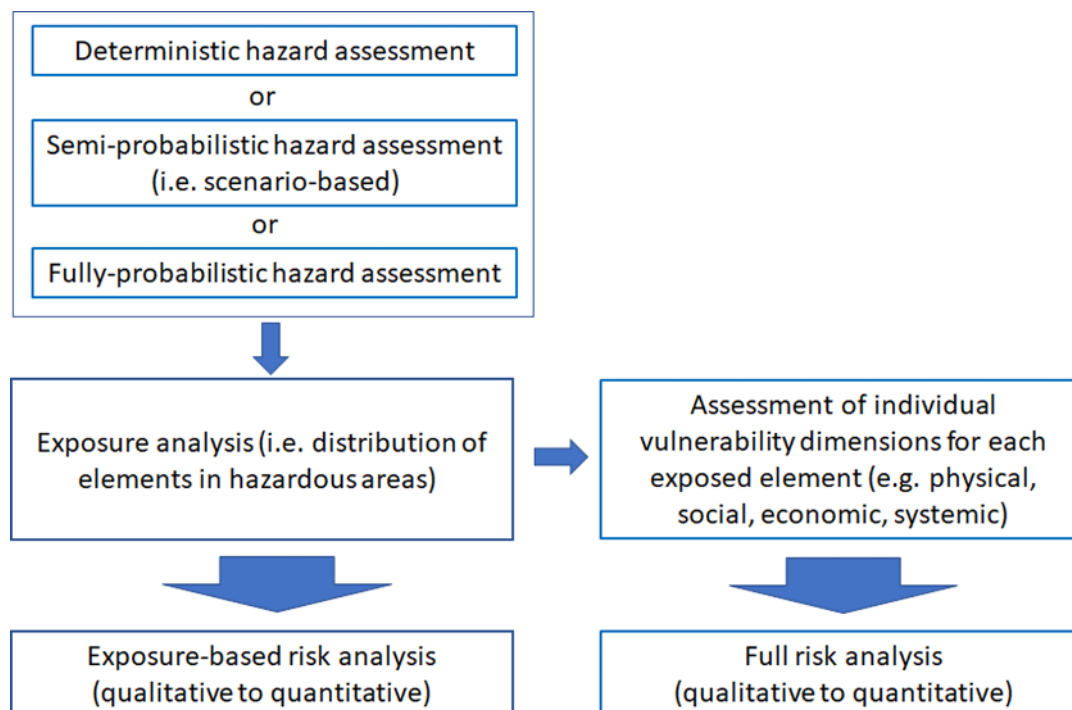 Deterministic hazard assessment
or
Semi-probabilistic hazard assessment
(i.e. scenario-based)
or
Fully-probabilistic hazard assessment
Exposure analysis (i.e. distribution of
elements in hazardous areas)
Assessment of individual
vulnerability dimensions for each
exposed element (e.g. physical,
social, economic, systemic)
Exposure-based risk analysis
(qualitative to quantitative)
Full risk analysis
(qualitative to quantitative)